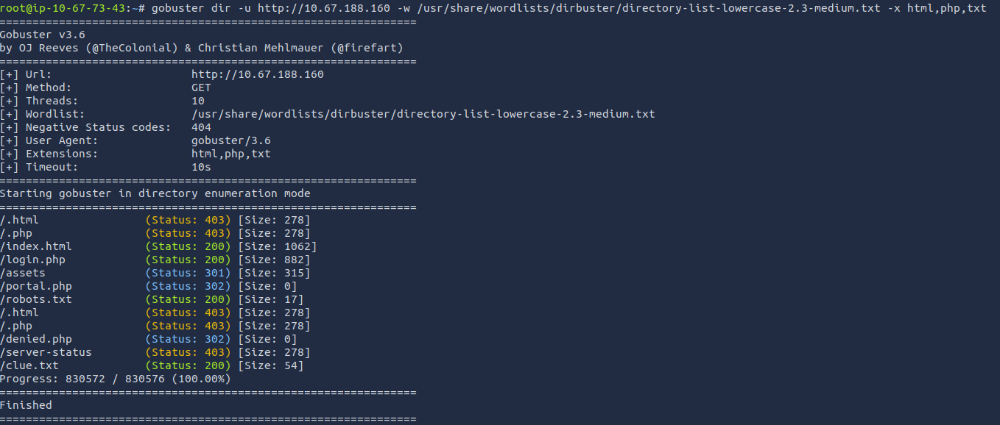 root@ip-10-67-73-43:~# gobuster dir -u http://10.67.188.160 -w /usr/share/wordlists/dirbuster/directory-list-lowercase-2.3-medium.txt -x html,php,txt
===============================================================
Gobuster v3.6
by OJ Reeves (@TheColonial) & Christian Mehlmauer (@firefart)
===============================================================
[+] Url:                     http://10.67.188.160
[+] Method:                  GET
[+] Threads:                 10
[+] Wordlist:                /usr/share/wordlists/dirbuster/directory-list-lowercase-2.3-medium.txt
[+] Negative Status codes:   404
[+] User Agent:              gobuster/3.6
[+] Extensions:              html,php,txt
[+] Timeout:                 10s
===============================================================
Starting gobuster in directory enumeration mode
===============================================================
/.html                (Status: 403) [Size: 278]
/.php                 (Status: 403) [Size: 278]
/index.html           (Status: 200) [Size: 1062]
/login.php            (Status: 200) [Size: 882]
/assets               (Status: 301) [Size: 315]
/portal.php           (Status: 302) [Size: 0]
/robots.txt           (Status: 200) [Size: 17]
/.html                (Status: 403) [Size: 278]
/.php                 (Status: 403) [Size: 278]
/denied.php           (Status: 302) [Size: 0]
/server-status        (Status: 403) [Size: 278]
/clue.txt             (Status: 200) [Size: 54]
Progress: 830572 / 830576 (100.00%)
===============================================================
Finished
===============================================================